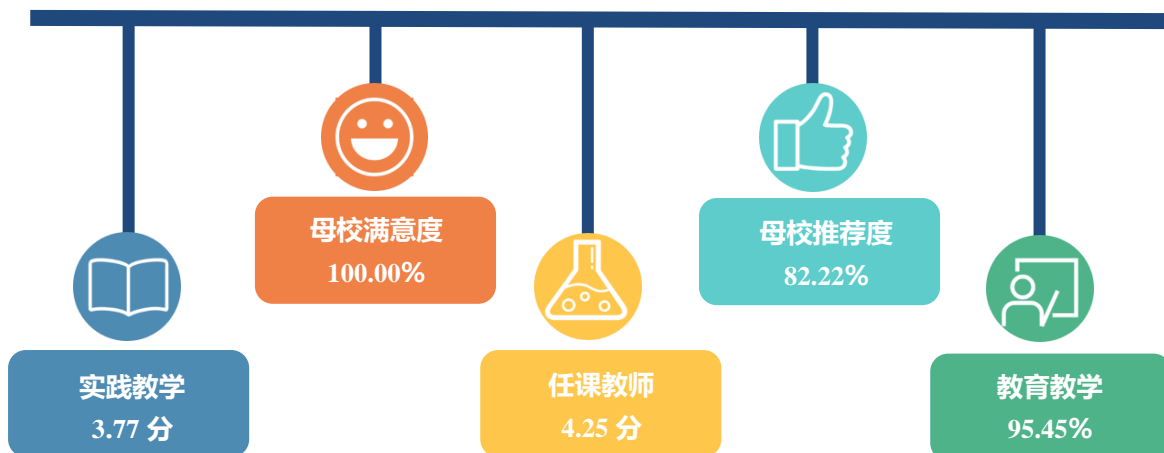 母校满意度
100.00%
母校推荐度
82.22%
实践教学
3.77 分
任课教师
4.25 分
教育教学
95.45%